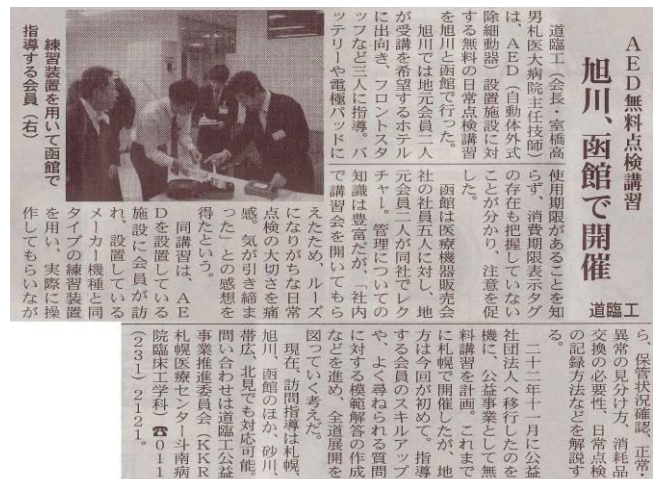 AED無料点検講習
旭川、函館で開催
道臨工
道臨工(会長・室橋高
男札医大病院主任技師)
は、AED(自動体外式
除細動器)設置施設に対
する無料の日常点検講習
を旭川と函館で行った。
旭川では地元会員二人
が受講を希望するホテル
に出向き、フロントスタ
ッフなど三人に指導。バ
ッテリーや電極パッドに
練習装置を用いて函館で
指導する会員(右)
使用期限があることを知
らず、消費期限表示タグ
の存在も把握していない
ことが分かり、注意を促
した。
函館は医療機器販売会
社の社員五人に対し、地
元会員二人が同社でレク
チャー。管理についての
知識は豊富だが、「社内
で講習会を開いてもら
えたため、ルーズ
になりがちな日常
点検の大切さを痛
感。気が引き締ま
った」との感想を
得たという。
同講習は、AE
Dを設置している
施設に会員が訪
れ、設置している
メーカー機種と同
タイプの練習装置
を用い、実際に操
作してもらいなが
ら、保管状況確認、正常・
異常の見分け方、消耗品
交換の必要性、日常点検
の記録方法などを解説す
る。
二十二年十一月に公益
社団法人へ移行したのを
機に、公益事業として無
料講習を計画。これまで
に札幌で開催したが、地
方は今回が初めて。指導
する会員のスキルアップ
や、よく尋ねられる質問
に対する模範解答の作成
などを進め、全道展開を
図っていく考えだ。
現在、訪問指導は札幌、
旭川、函館のほか、砂川、
帯広、北見でも対応可能。
問い合わせは道臨工公益
事業推進委員会(KKR
札幌医療センター斗南病
院臨床工学科)☎011
(231)2121。